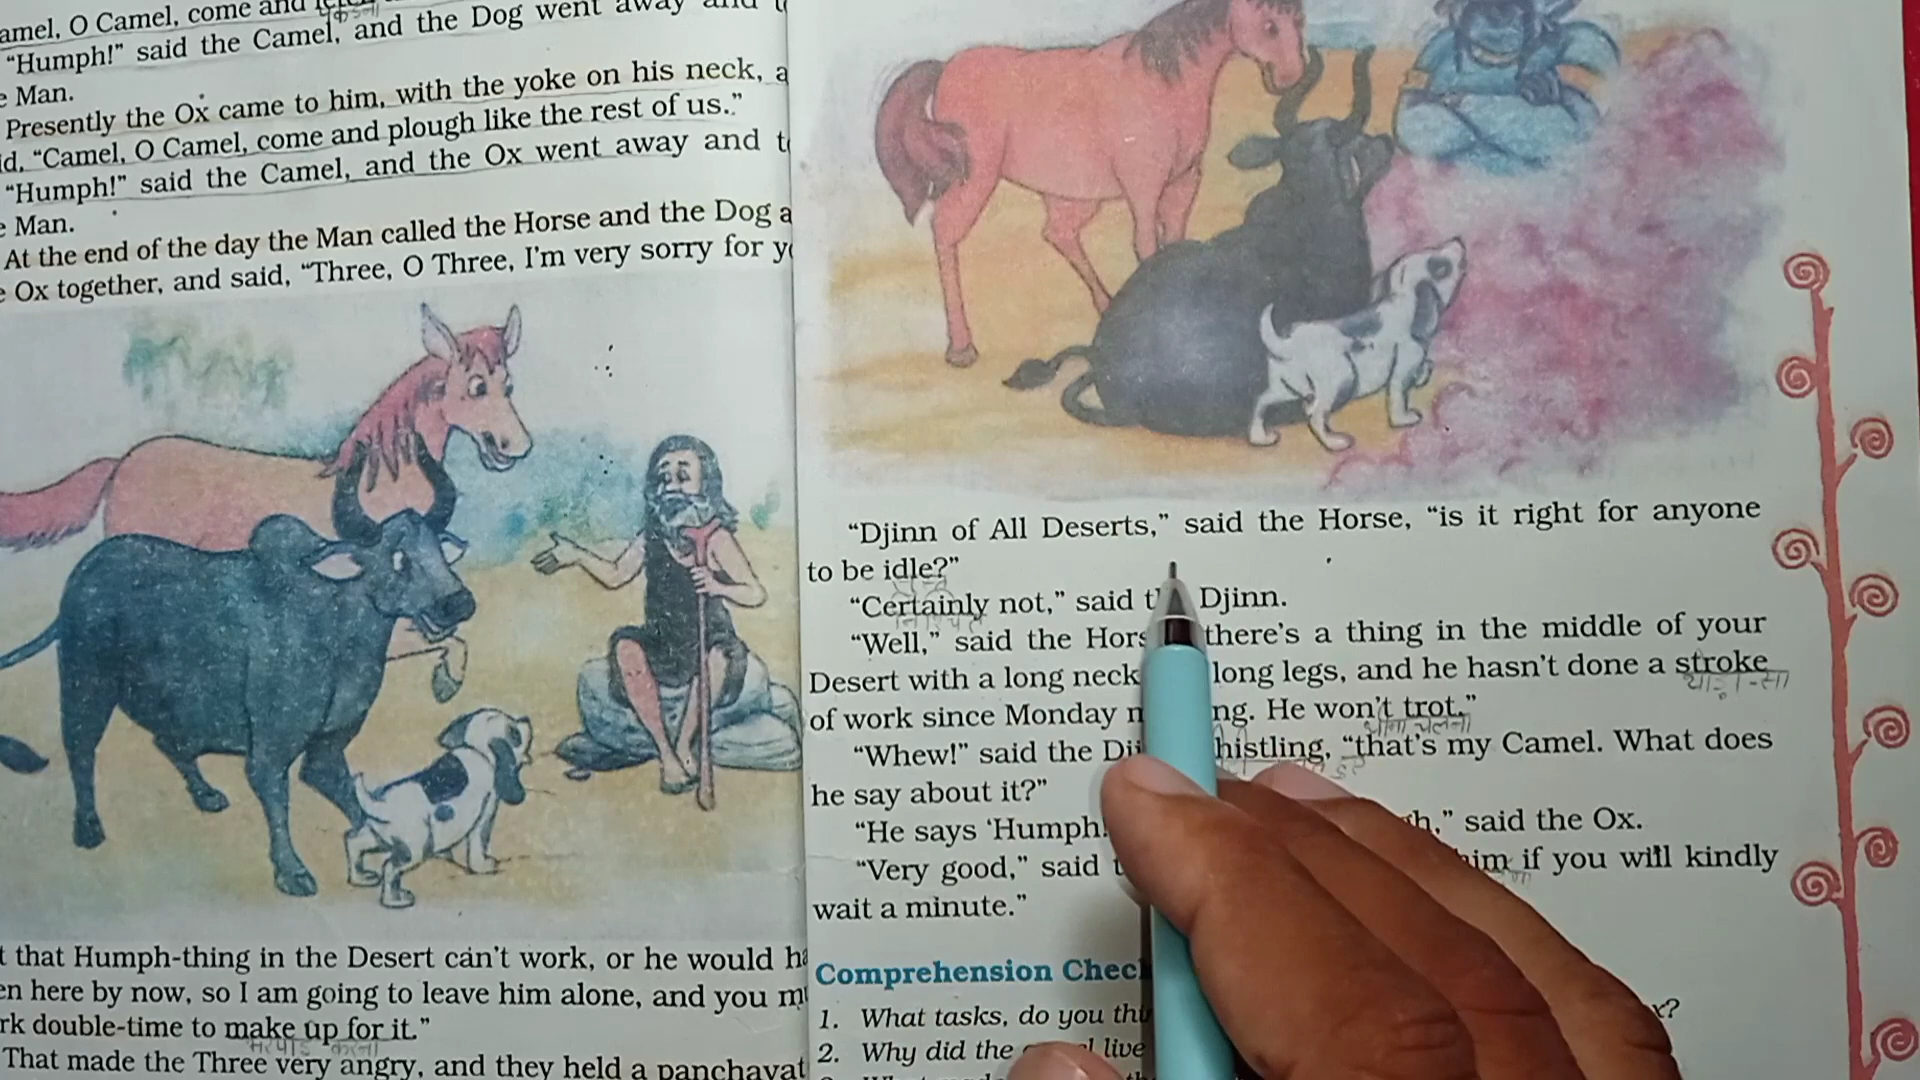 amel, O Camel, come and
“Humph!” said the Camel, and the Dog went away and
e Man.
Presently the Ox came to him, with the yoke on his neck, a
id, “Camel, O Camel, come and plough like the rest of us.”
“Humph!” said the Camel, and the Ox went away and t
e Man.
At the end of the day the Man called the Horse and the Dog a
e Ox together, and said, “Three, O Three, I'm very sorry for y
t that Humph-thing in the Desert can't work, or he would ha
en here by now, so I am going to leave him alone, and you m
rk double-time to make up for it.”
करना
That made the Three very angry, and they held a panchayat
“Djinn of All Deserts,” said the Horse, “is it right for anyone
to be idle?”
“Certainly not,” said Djinn.
निश्चित
“Well,” said the Hors there's a thing in the middle of your
Desert with a long neck long legs, and he hasn't done a stroke
of work since Monday ng. He won't trot.”
चलना
“Whew!” said the histling, “that's my Camel. What does
he say about it?”
“He says ‘Humph! said the Ox.
“Very good,” said him if you will kindly
wait a minute.”
Comprehension Chec
1. What tasks, do you x?
2. Why did the live